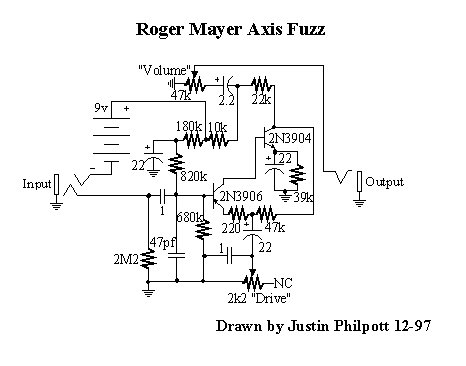 Roger Mayer Axis Fuzz
"Volume"
47k
+
2.2
22k
9v
+
180k
10k
2N3904
+
22
820k
+
22
39k
-
Input
Output
1
2N3906
680k
220
47k
47pf
+
22
1
2M2
NC
2k2 "Drive"
Drawn by Justin Philpott 12-97